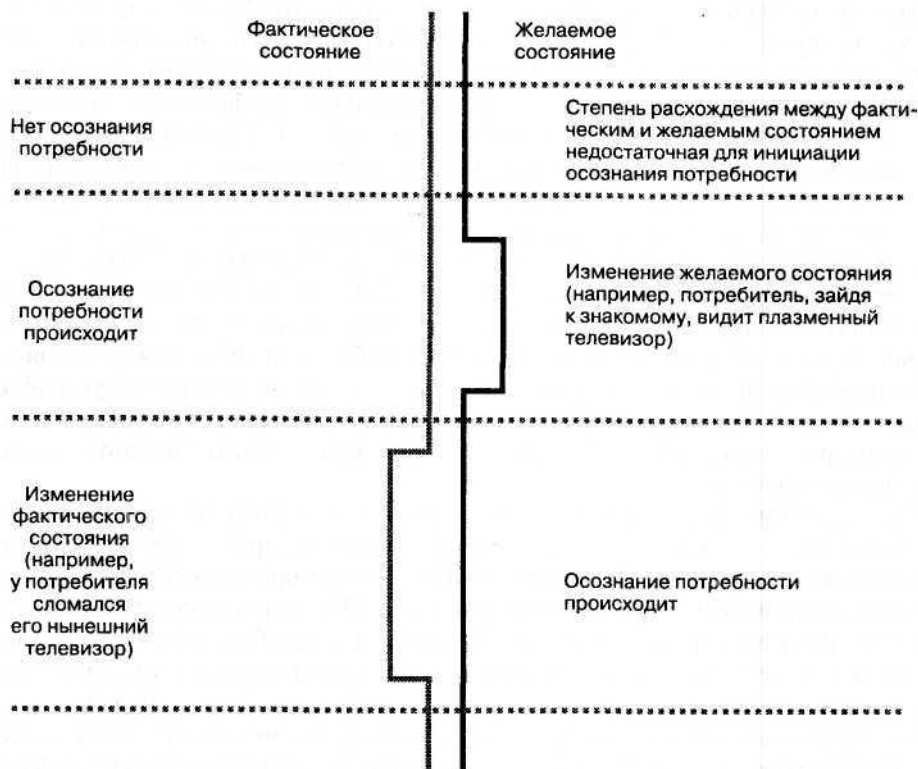 Фактическое
состояние
Желаемое
состояние
Нет осознания
потребности
Степень расхождения между факти-
ческим и желаемым состоянием
недостаточная для инициации
осознания потребности
Осознание
потребности
происходит
Изменение желаемого состояния
(например, потребитель, зайдя
к знакомому, видит плазменный
телевизор)
Изменение
фактического
состояния
(например,
у потребителя
сломался
его нынешний
телевизор)
Осознание потребности
происходит